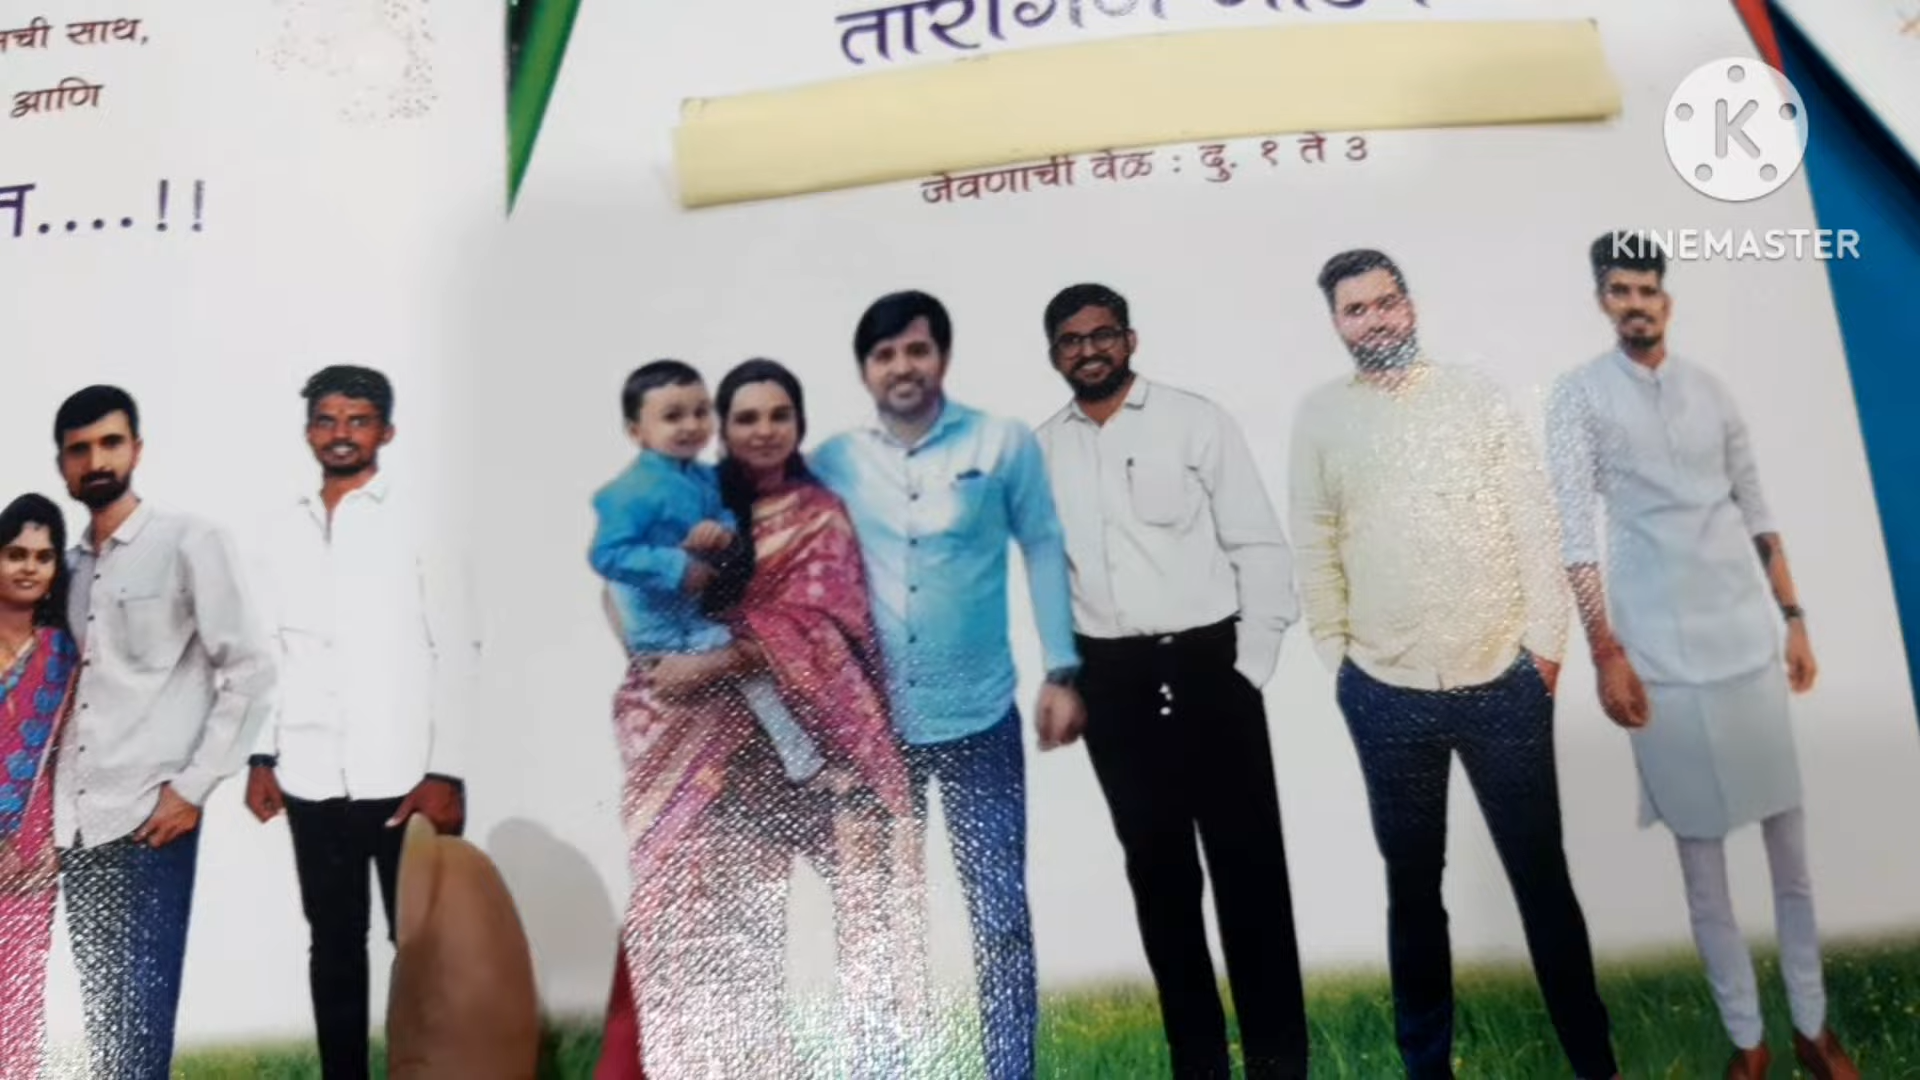 साथ,
आणि
....!!
जेवणाची वेळ : दु. १ ते ३
K
KINEMASTER